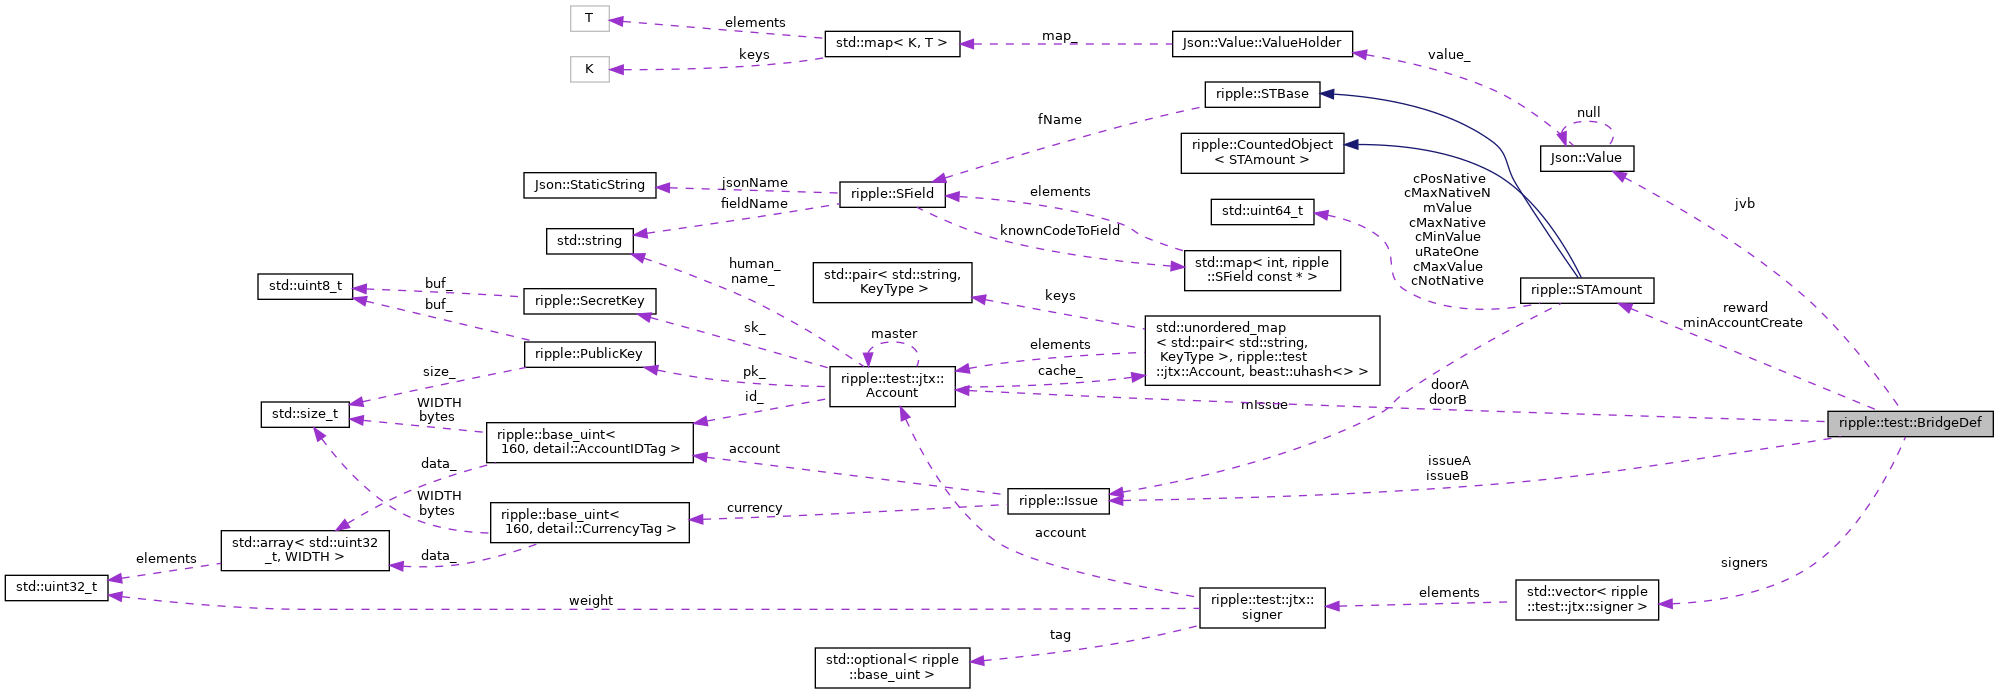 T
elements
std::map< K, T >
map_
Json::Value::ValueHolder
keys
K
value_
ripple::STBase
null
fName
ripple::CountedObject
< STAmount >
Json::Value
Json::StaticString
jsonName
fieldName
ripple::SField
elements
cPosNative
cMaxNativeN
mValue
cMaxNative
cMinValue
uRateOne
cMaxValue
cNotNative
std::uint64_t
jvb
std::string
knownCodeToField
std::map< int, ripple
::SField const * >
human_
name_
std::pair< std::string,
KeyType >
std::uint8_t
buf_
buf_
ripple::SecretKey
keys
ripple::STAmount
reward
minAccountCreate
sk_
master
std::unordered_map
< std::pair< std::string,
KeyType >, ripple::test
::jtx::Account, beast::uhash<> >
elements
cache_
ripple::PublicKey
size_
pk_
ripple::test::jtx::
Account
id_
doorA
doorB
mIssue
std::size_t
WIDTH
bytes
ripple::base_uint<
160, detail::AccountIDTag >
ripple::test::BridgeDef
account
data_
issueA
issueB
WIDTH
bytes
ripple::base_uint<
160, detail::CurrencyTag >
currency
ripple::Issue
std::array< std::uint32
_t, WIDTH >
data_
account
elements
std::uint32_t
weight
signers
ripple::test::jtx::
signer
elements
std::vector< ripple
::test::jtx::signer >
tag
std::optional< ripple
::base_uint >